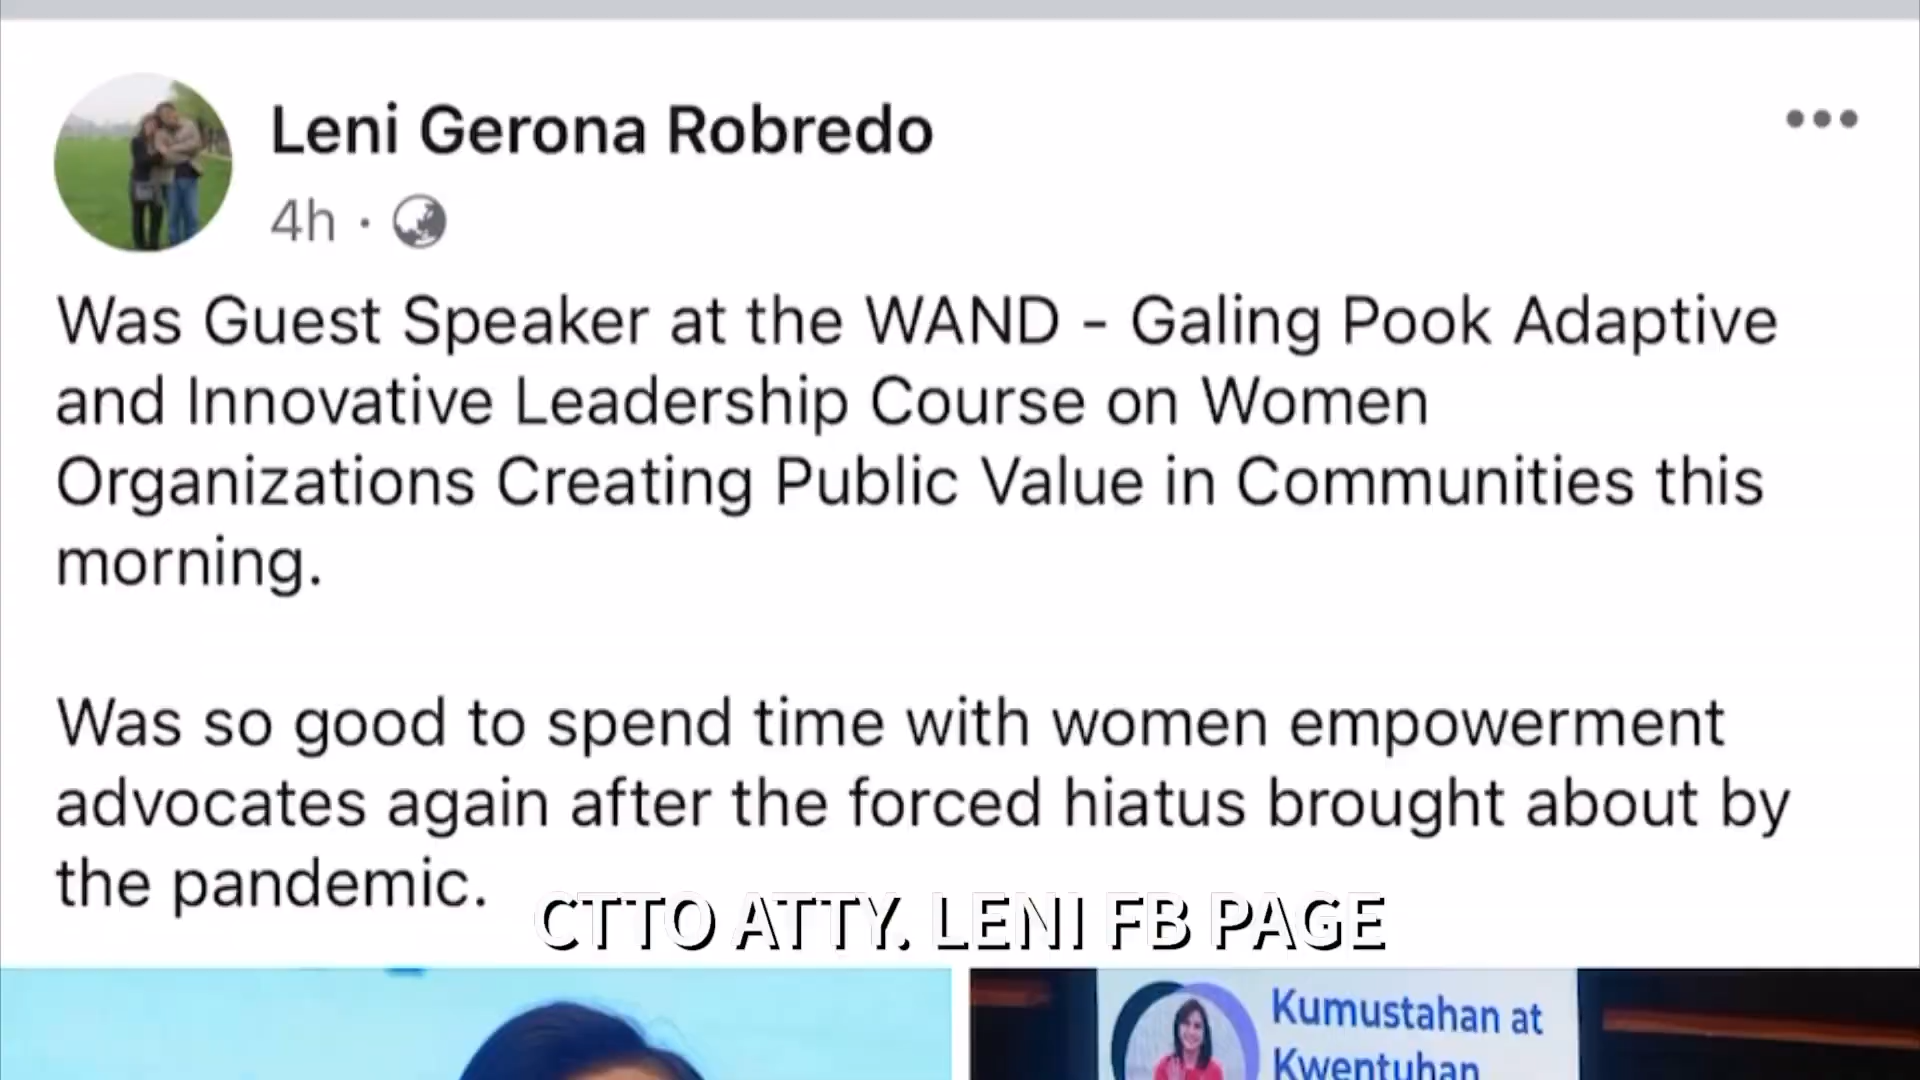 Leni Gerona Robredo
4h ·
Was Guest Speaker at the WAND - Galing Pook Adaptive
and Innovative Leadership Course on Women
Organizations Creating Public Value in Communities this
morning.
Was so good to spend time with women empowerment
advocates again after the forced hiatus brought about by
the pandemic.
CTTO ATTY. LENI FB PAGE
Kumustahan at
Kwentuhan